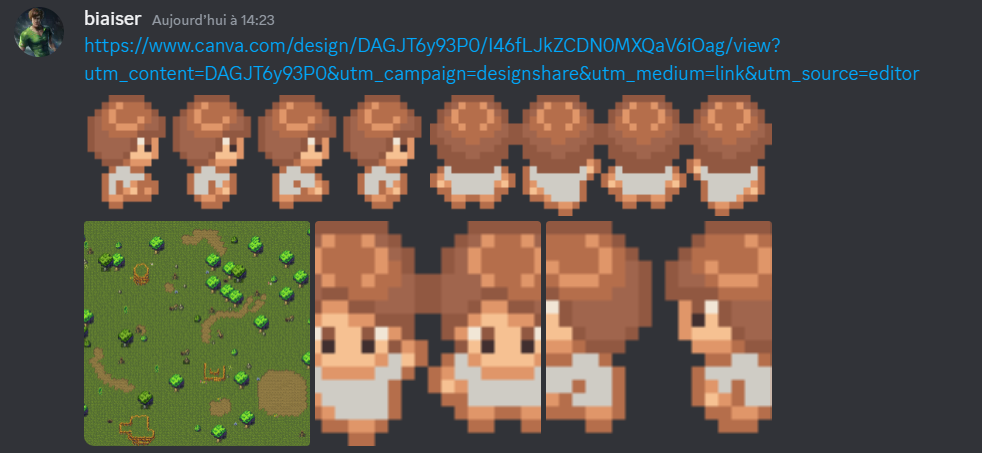 biaiser Aujourd'hui à 14:23
https://www.canva.com/design/DAGJT6y93P0/I46fLJkZCDN0MXQaV6iOag/view?
utm_content=DAGJT6y93P0&utm_campaign=designshare&utm_medium=link&utm_source=editor